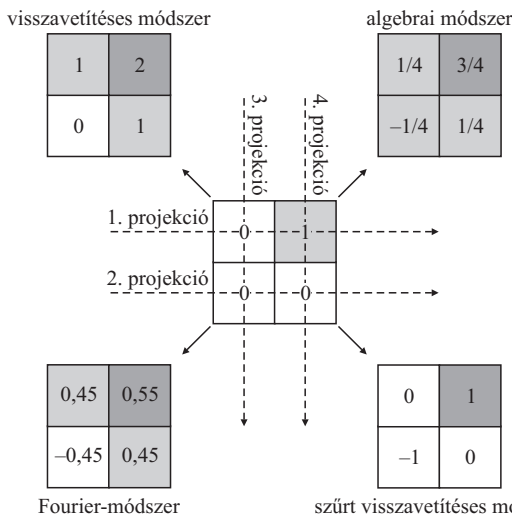 visszavetítéses módszer
algebrai módszer
1 2
0 1
1/4 3/4
–1/4 1/4
3. projekció
4. projekció
1. projekció
0 1
2. projekció
0 0
0,45 0,55
–0,45 0,45
0 1
–1 0
Fourier-módszer
szűrt visszavetítéses